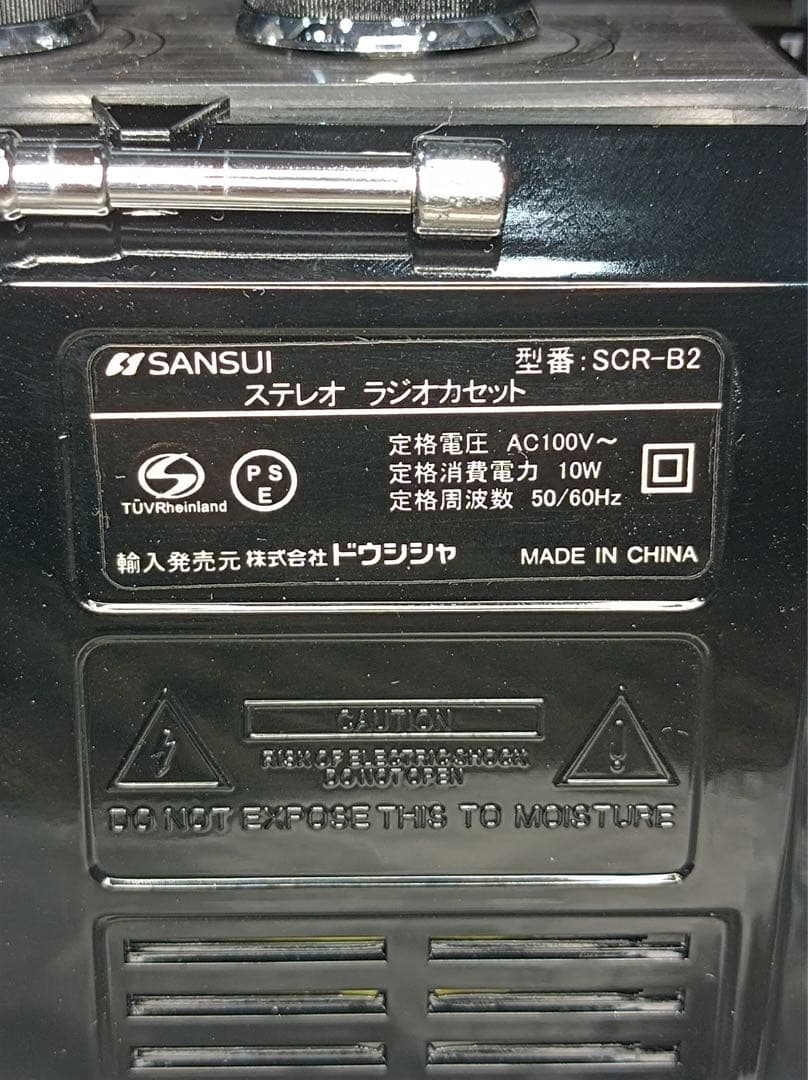 SANSUI 型番:SCR-B2
ステレオ ラジオカセット
定格電圧 AC100V～
定格消費電力 10W
定格周波数 50/60Hz
TÜVRheinland
PS
E
輸入発売元 株式会社ドウシシャ MADE IN CHINA
CAUTION
RISK OF ELECTRIC SHOCK
DO NOT OPEN
DO NOT EXPOSE THIS TO MOISTURE